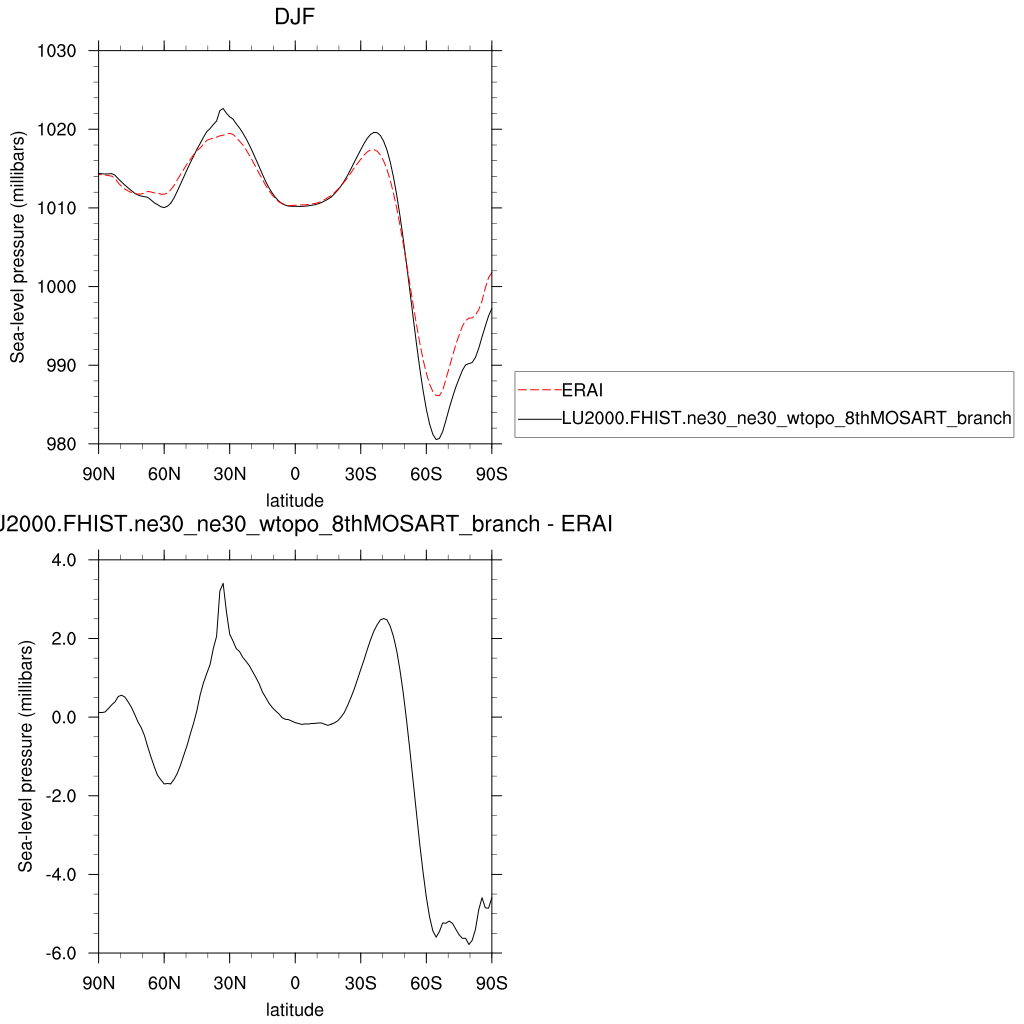 DJF
1030
1020
1010
1000
990
980
Sea-level pressure (millibars)
90N 60N 30N 0 30S 60S 90S
latitude
ERAI
LU2000.FHIST.ne30_ne30_wtopo_8thMOSART_branch
U2000.FHIST.ne30_ne30_wtopo_8thMOSART_branch - ERAI
4.0
2.0
0.0
-2.0
-4.0
-6.0
Sea-level pressure (millibars)
90N 60N 30N 0 30S 60S 90S
latitude